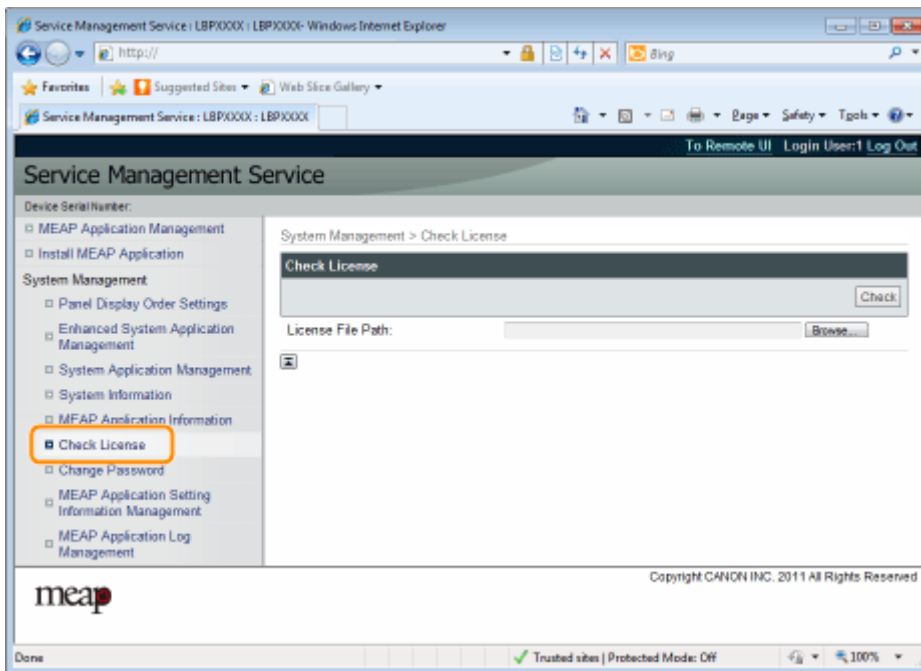 Service Management Service : LBPXXXX : LBPXXXX- Windows Internet Explorer
http://
Bing
Favorites Suggested Sites Web Slice Gallery
Service Management Service : LBPXXXX : LBPXXXX Page Safety Tools
To Remote UI Login User:1 Log Out
Service Management Service
Device Serial Number:
MEAP Application Management
Install MEAP Application
System Management
Panel Display Order Settings
Enhanced System Application
Management
System Application Management
System Information
MEAP Application Information
Check License
Change Password
MEAP Application Setting
Information Management
MEAP Application Log
Management
System Management > Check License
Check License
Check
License File Path: Browse...
Copyright CANON INC. 2011 All Rights Reserved
meap
Done Trusted sites | Protected Mode: Off 100%